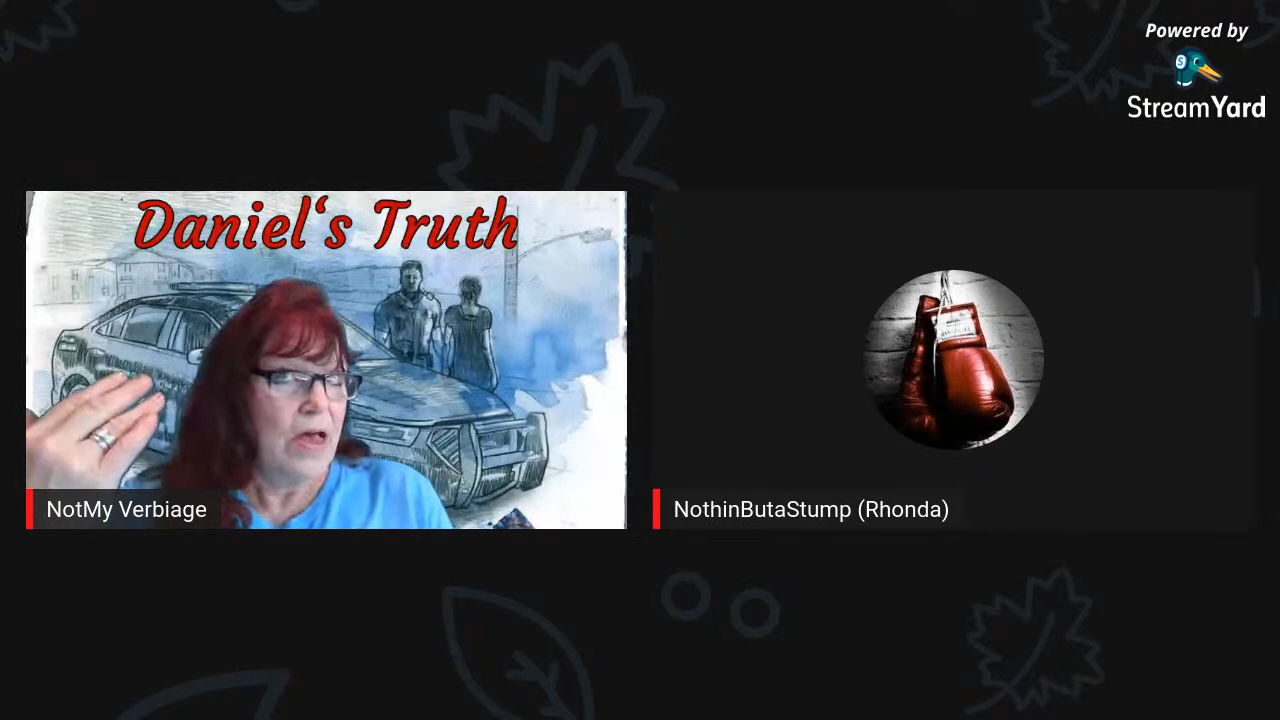 Powered by
StreamYard
Daniel‘s Truth
NotMy Verbiage
NothinButaStump (Rhonda)